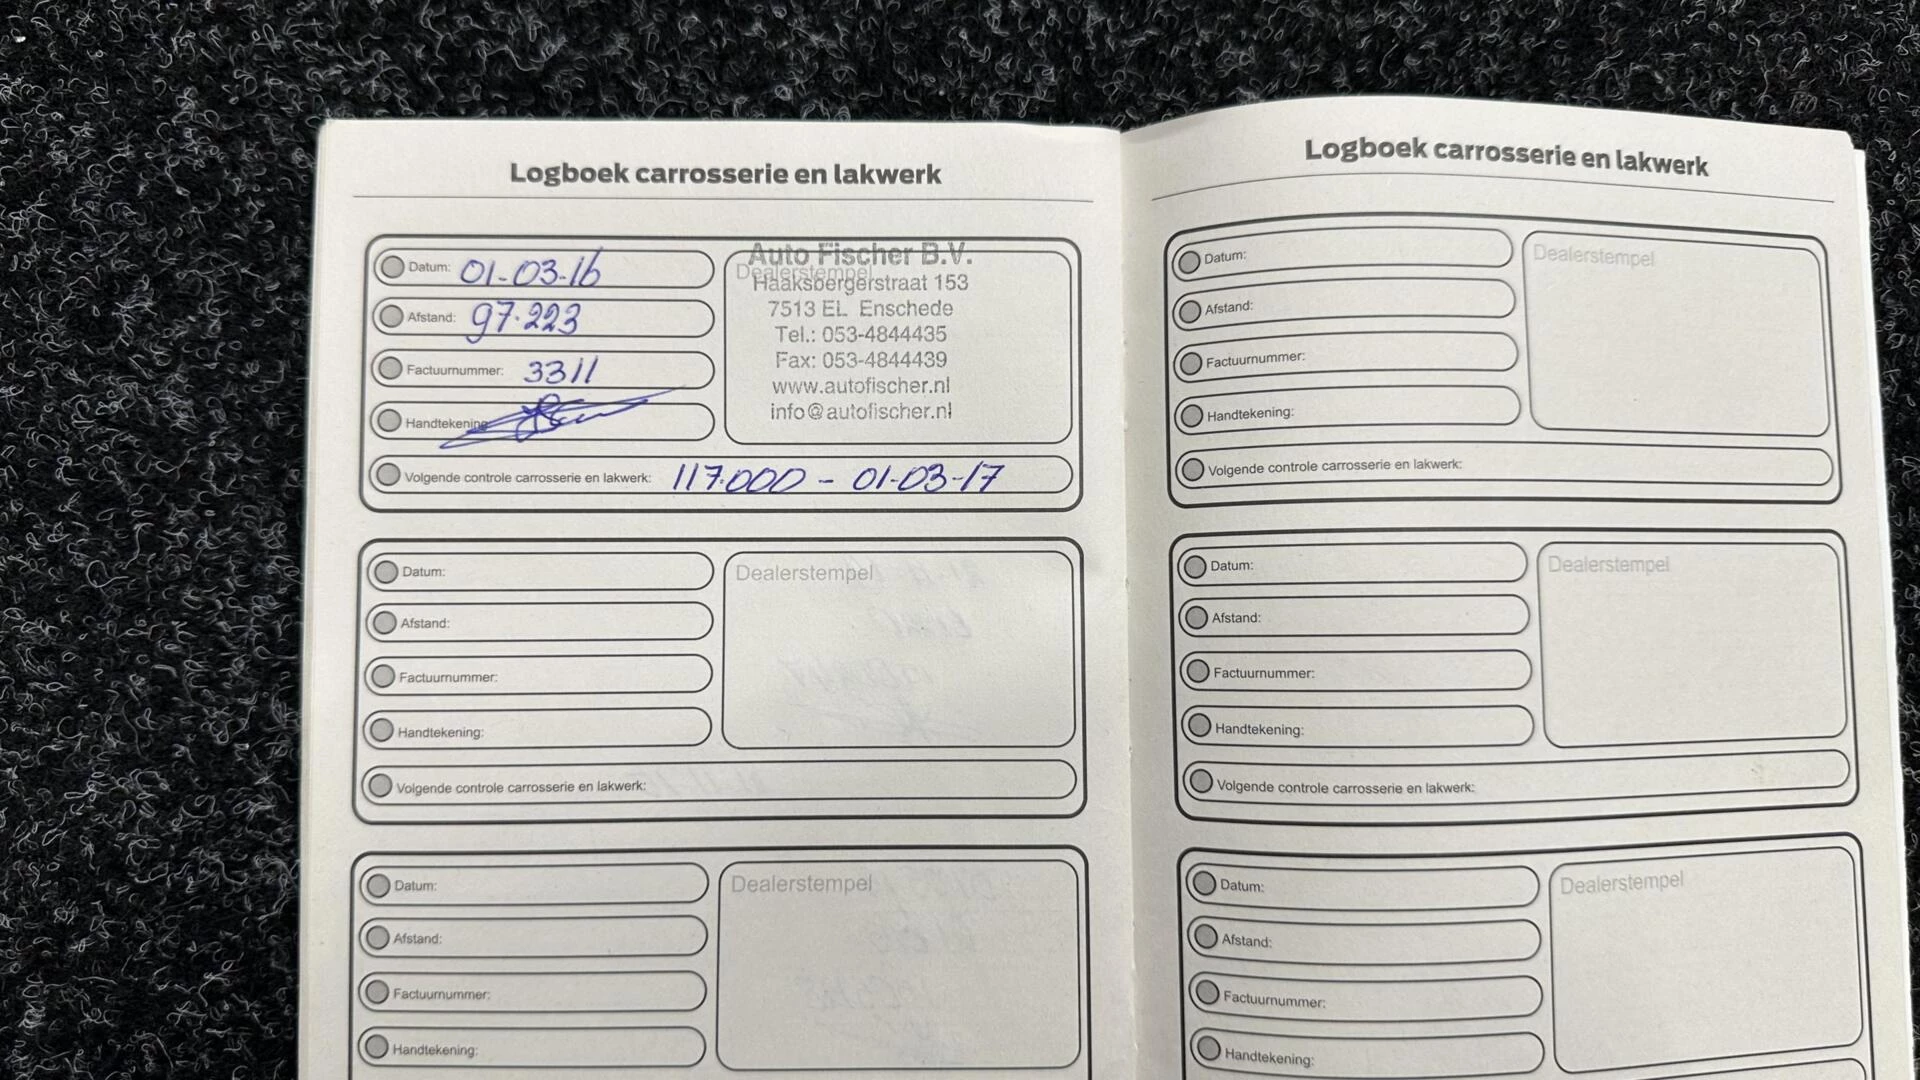 Logboek carrosserie en lakwerk
Datum: 01-03-16
Afstand: 97.223
Factuurnummer: 3311
Handtekening
Volgende controle carrosserie en lakwerk: 117.000 - 01-03-17
Dealerstempel
Auto Fischer B.V.
Haaksbergerstraat 153
7513 EL Enschede
Tel.: 053-4844435
Fax: 053-4844439
www.autofischer.nl
info@autofischer.nl
Datum:
Afstand:
Factuurnummer:
Handtekening:
Dealerstempel
Volgende controle carrosserie en lakwerk:
Datum:
Afstand:
Factuurnummer:
Handtekening:
Dealerstempel
Logboek carrosserie en lakwerk
Datum:
Afstand:
Factuurnummer:
Handtekening:
Dealerstempel
Volgende controle carrosserie en lakwerk:
Datum:
Afstand:
Factuurnummer:
Handtekening:
Dealerstempel
Volgende controle carrosserie en lakwerk:
Datum:
Afstand:
Factuurnummer:
Handtekening:
Dealerstempel